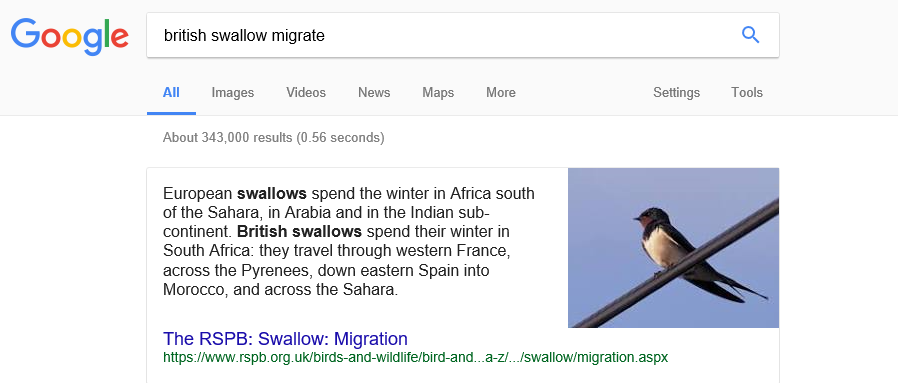 Google
british swallow migrate
All Images Videos News Maps More Settings Tools
About 343,000 results (0.56 seconds)
European swallows spend the winter in Africa south
of the Sahara, in Arabia and in the Indian sub-
continent. British swallows spend their winter in
South Africa: they travel through western France,
across the Pyrenees, down eastern Spain into
Morocco, and across the Sahara.
The RSPB: Swallow: Migration
https://www.rspb.org.uk/birds-and-wildlife/bird-and...a-z/.../swallow/migration.aspx